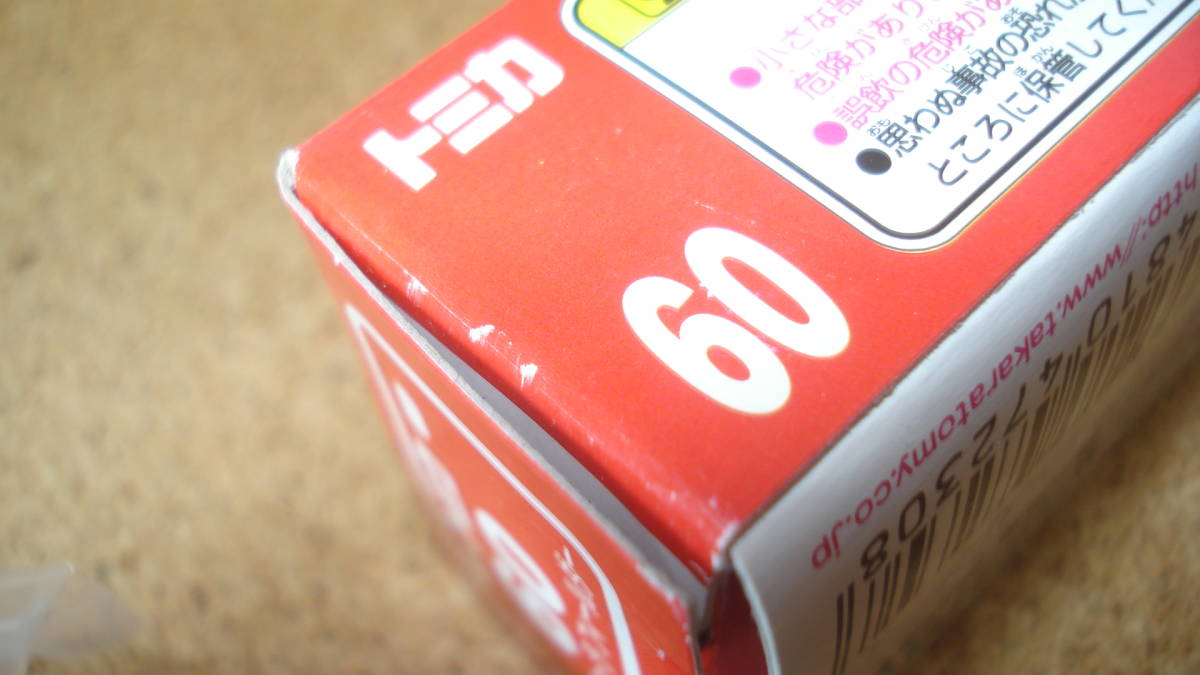 トミカ
60
●小さな部
危険があり
●誤飲の危険があ
●思わぬ事故の恐れ
ところに保管してく
http://www.takaratomy.co.jp
4810 472308